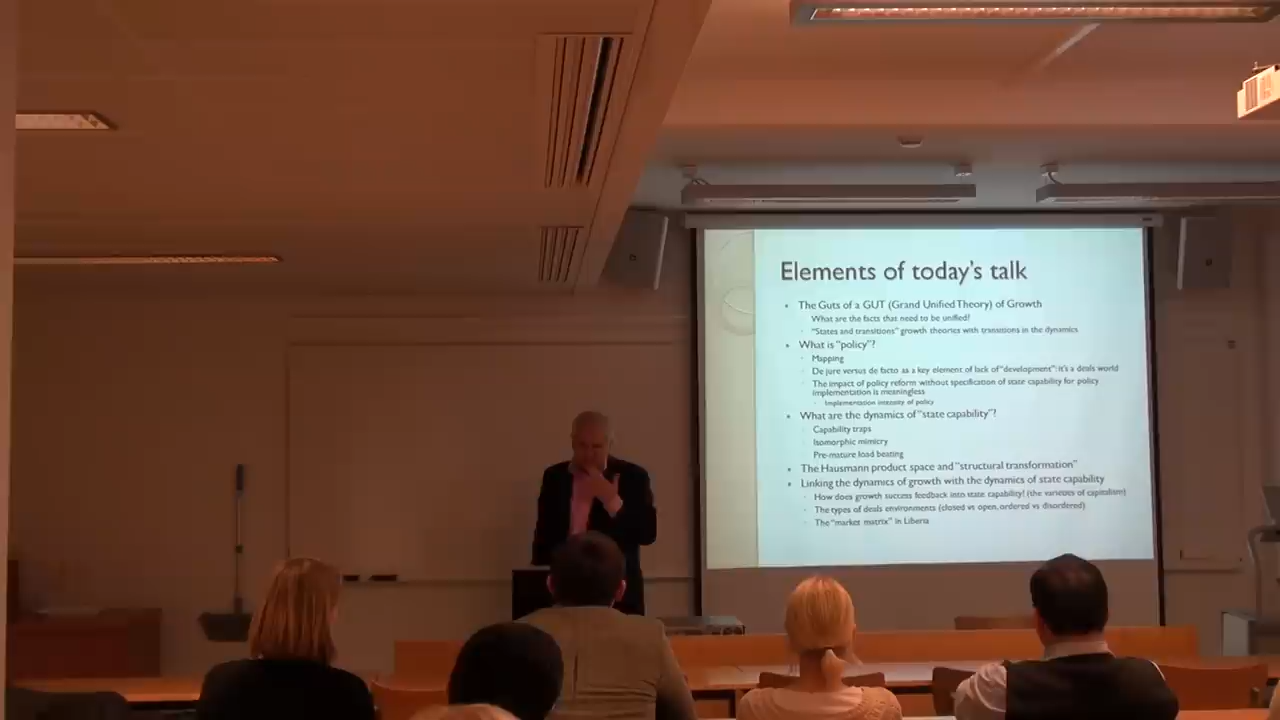 Elements of today's talk
The Guts of a GUT (Grand Unified Theory) of Growth
What are the facts that need to be unified?
"States and transitions" growth theories with transitions in the dynamics
What is "policy"?
Mapping
De jure versus de facto as a key element of lack of "development": it's a deals world
The impact of policy reform without specification of state capability for policy
implementation is meaningless
Implementation intensity of policy
What are the dynamics of "state capability"?
Capability traps
Isomorphic mimicry
Pre-mature load bearing
The Hausmann product space and "structural transformation"
Linking the dynamics of growth with the dynamics of state capability
How does growth success feedback into state capability? (the varieties of capitalism)
The types of deals environments (closed vs open, ordered vs disordered)
The "market matrix" in Liberia